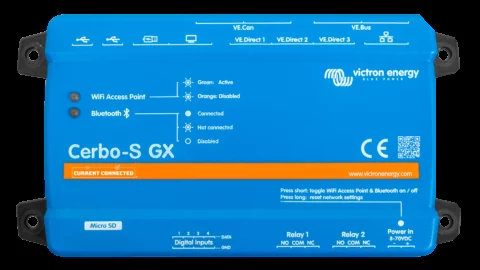 VE.Can
VE.Bus
VE.Direct 1
VE.Direct 2
VE.Direct 3
victron energy
BLUE POWER
WiFi Access Point
Green: Active
Orange: Disabled
Bluetooth
Connected
Not connected
Disabled
Cerbo-S GX
CE
CURRENT CONNECTED
www.victronenergy.com
Press short: toggle WiFi Access Point & Bluetooth on / off
Press long: reset network settings
Micro SD
1 2 3 4
DATA
GND
Digital Inputs
Relay 1
NO COM NC
Relay 2
NO COM NC
Power in
8-70VDC